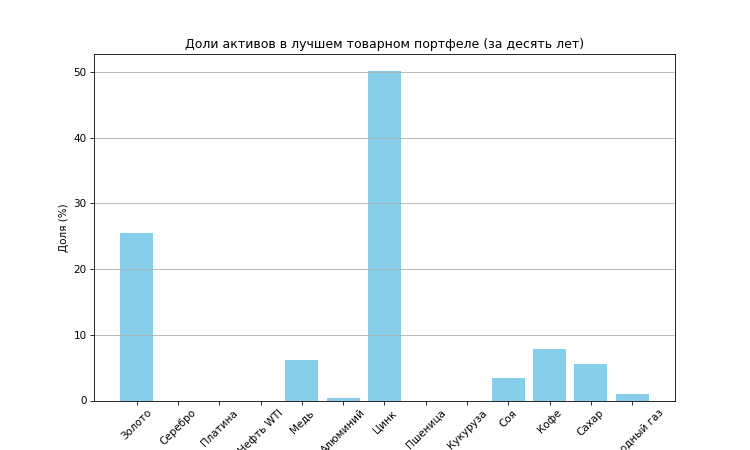 Доли активов в лучшем товарном портфеле (за десять лет)
Доля (%)
50
40
30
20
10
0
Золото
Серебро
Платина
Нефть WTI
Медь
Алюминий
Цинк
Пшеница
Кукуруза
Соя
Кофе
Сахар
газ